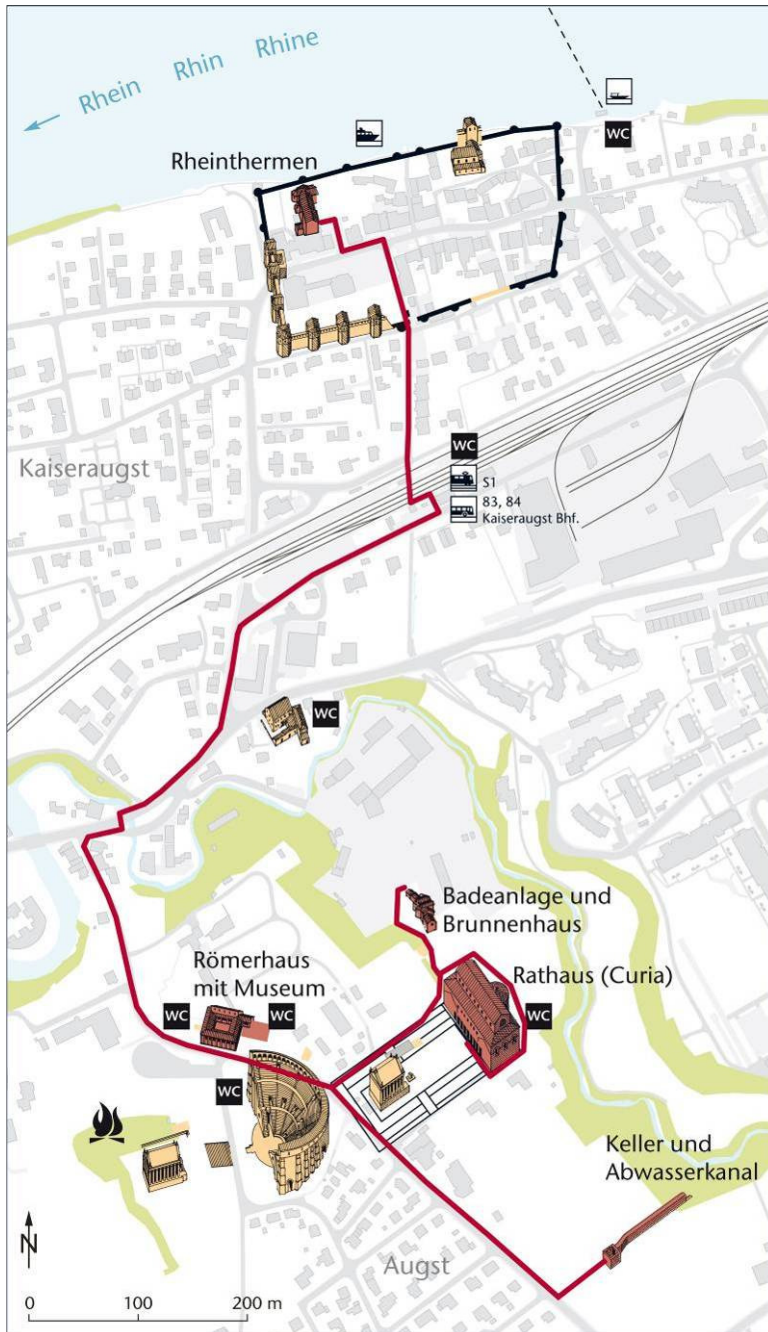 Rhein Rhin Rhine
WC
Rheinthermen
WC
Kaiseraugst
S1
83, 84
Kaiseraugst Bhf.
WC
Badeanlage und
Brunnenhaus
Römerhaus
mit Museum
Rathaus (Curia)
WC
WC
WC
WC
Keller und
Abwasserkanal
N
Augst
0 100 200 m